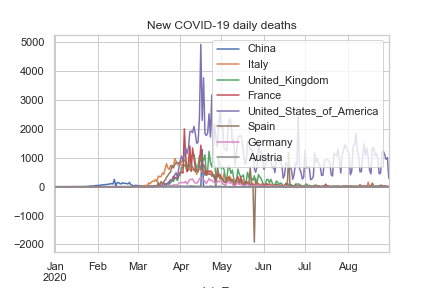 New COVID-19 daily deaths
5000
4000
3000
2000
1000
0
−1000
−2000
China
Italy
United_Kingdom
France
United_States_of_America
Spain
Germany
Austria
Jan Feb Mar Apr May Jun Jul Aug
2020